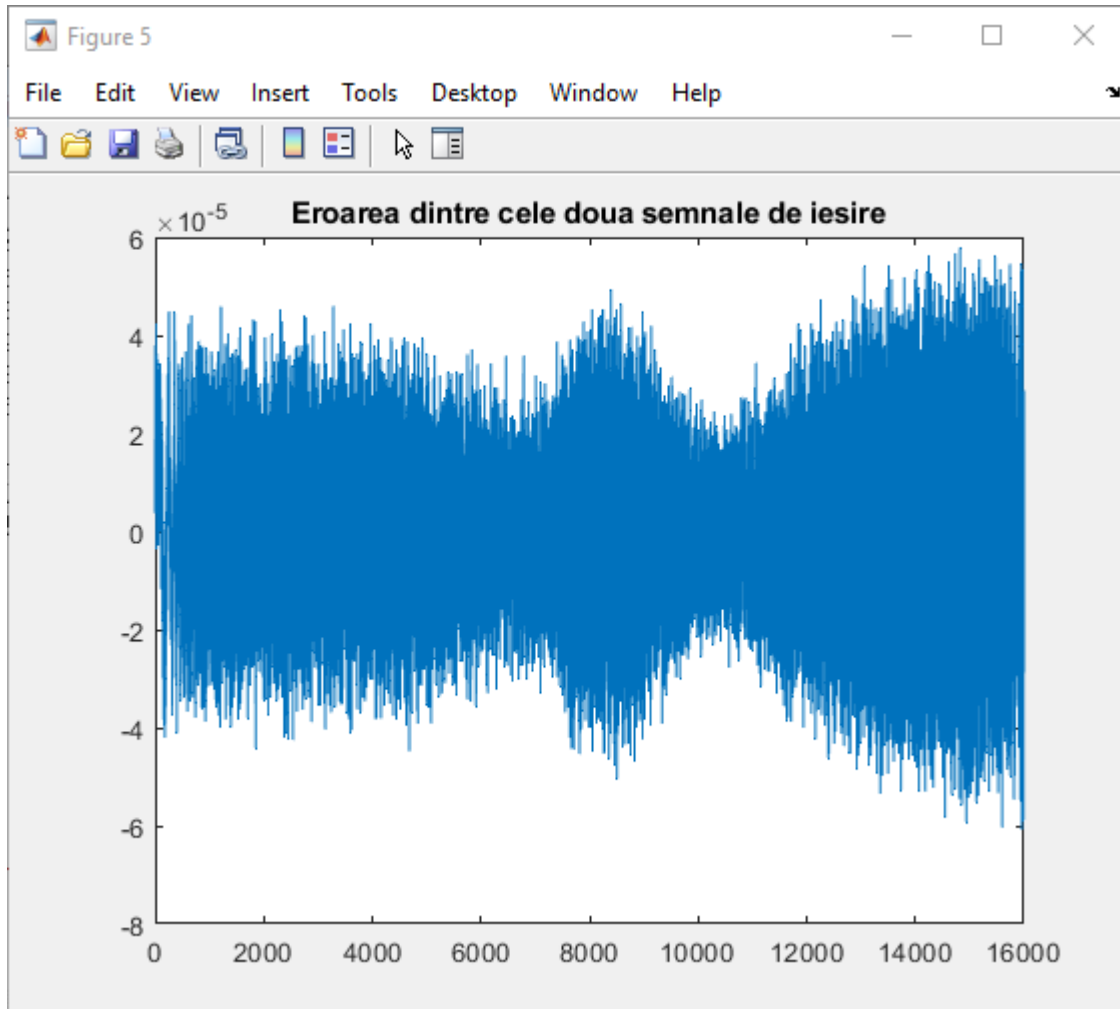 Figure 5
File Edit View Insert Tools Desktop Window Help
×10^-5
Eroarea dintre cele doua semnale de iesire
6
4
2
0
-2
-4
-6
-8
0 2000 4000 6000 8000 10000 12000 14000 16000